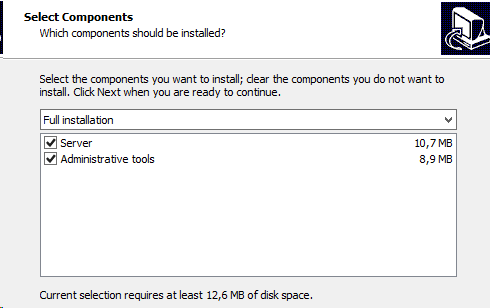 Select Components
Which components should be installed?
Select the components you want to install; clear the components you do not want to
install. Click Next when you are ready to continue.
Full installation
Server 10,7 MB
Administrative tools 8,9 MB
Current selection requires at least 12,6 MB of disk space.